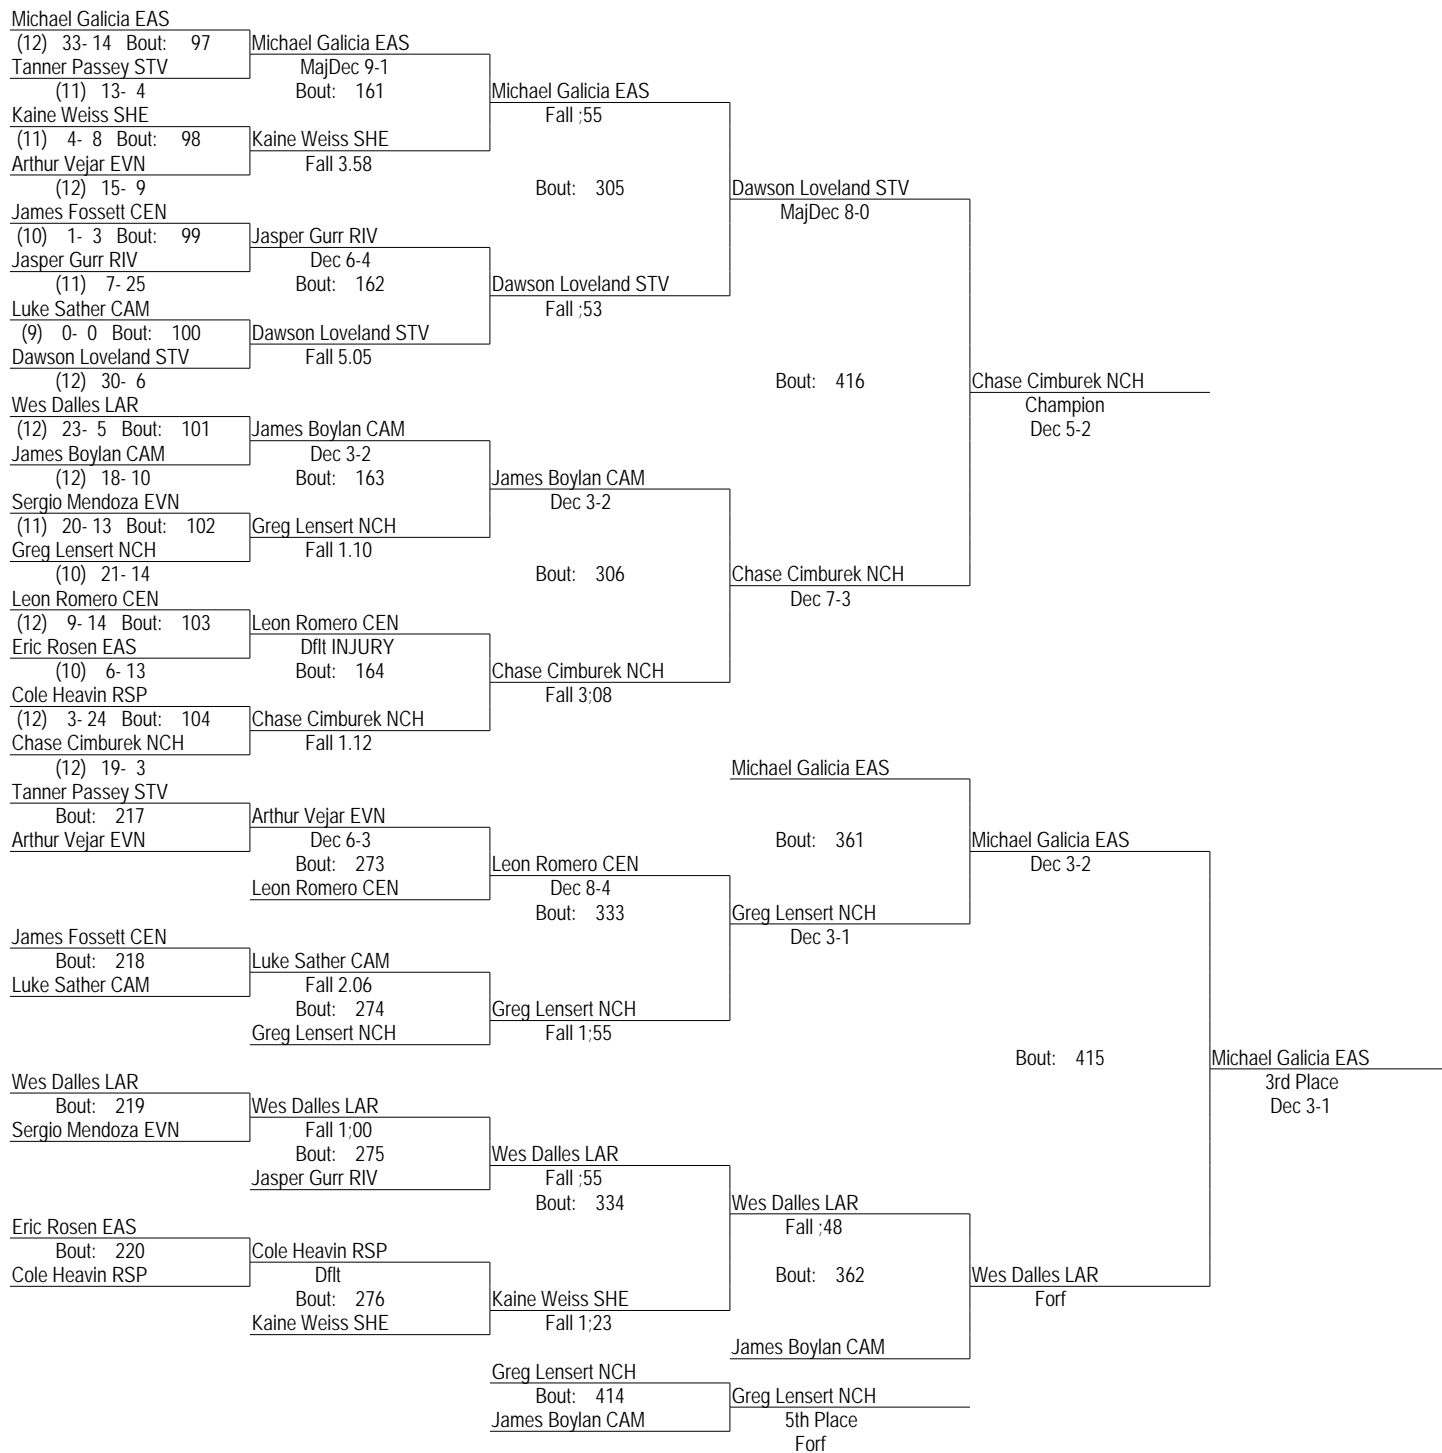 Michael Galicia EAS
(12) 33- 14 Bout: 97
Tanner Passey STV
(11) 13- 4
Kaine Weiss SHE
(11) 4- 8 Bout: 98
Arthur Vejar EVN
(12) 15- 9
James Fossett CEN
(10) 1- 3 Bout: 99
Jasper Gurr RIV
(11) 7- 25
Luke Sather CAM
(9) 0- 0 Bout: 100
Dawson Loveland STV
(12) 30- 6
Wes Dalles LAR
(12) 23- 5 Bout: 101
James Boylan CAM
(12) 18- 10
Sergio Mendoza EVN
(11) 20- 13 Bout: 102
Greg Lensert NCH
(10) 21- 14
Leon Romero CEN
(12) 9- 14 Bout: 103
Eric Rosen EAS
(10) 6- 13
Cole Heavin RSP
(12) 3- 24 Bout: 104
Chase Cimburek NCH
(12) 19- 3
Michael Galicia EAS
MajDec 9-1
Bout: 161
Kaine Weiss SHE
Fall 3.58
Jasper Gurr RIV
Dec 6-4
Bout: 162
Dawson Loveland STV
Fall 5.05
James Boylan CAM
Dec 3-2
Bout: 163
Greg Lensert NCH
Fall 1.10
Leon Romero CEN
Dflt INJURY
Bout: 164
Chase Cimburek NCH
Fall 1.12
Michael Galicia EAS
Fall ;55
Bout: 305
Dawson Loveland STV
Fall ;53
James Boylan CAM
Dec 3-2
Bout: 306
Chase Cimburek NCH
Fall 3;08
Dawson Loveland STV
MajDec 8-0
Bout: 416
Chase Cimburek NCH
Dec 7-3
Chase Cimburek NCH
Champion
Dec 5-2
Tanner Passey STV
Bout: 217
Arthur Vejar EVN
James Fossett CEN
Bout: 218
Luke Sather CAM
Wes Dalles LAR
Bout: 219
Sergio Mendoza EVN
Eric Rosen EAS
Bout: 220
Cole Heavin RSP
Arthur Vejar EVN
Dec 6-3
Bout: 273
Leon Romero CEN
Luke Sather CAM
Fall 2.06
Bout: 274
Greg Lensert NCH
Wes Dalles LAR
Fall 1;00
Bout: 275
Jasper Gurr RIV
Cole Heavin RSP
Dflt
Bout: 276
Kaine Weiss SHE
Leon Romero CEN
Dec 8-4
Bout: 333
Greg Lensert NCH
Fall 1;55
Wes Dalles LAR
Fall ;55
Bout: 334
Kaine Weiss SHE
Fall 1;23
Michael Galicia EAS
Bout: 361
Greg Lensert NCH
Dec 3-1
Wes Dalles LAR
Fall ;48
Bout: 362
James Boylan CAM
Michael Galicia EAS
Dec 3-2
Bout: 415
Wes Dalles LAR
Forf
Michael Galicia EAS
3rd Place
Dec 3-1
Greg Lensert NCH
Bout: 414
James Boylan CAM
Greg Lensert NCH
5th Place
Forf